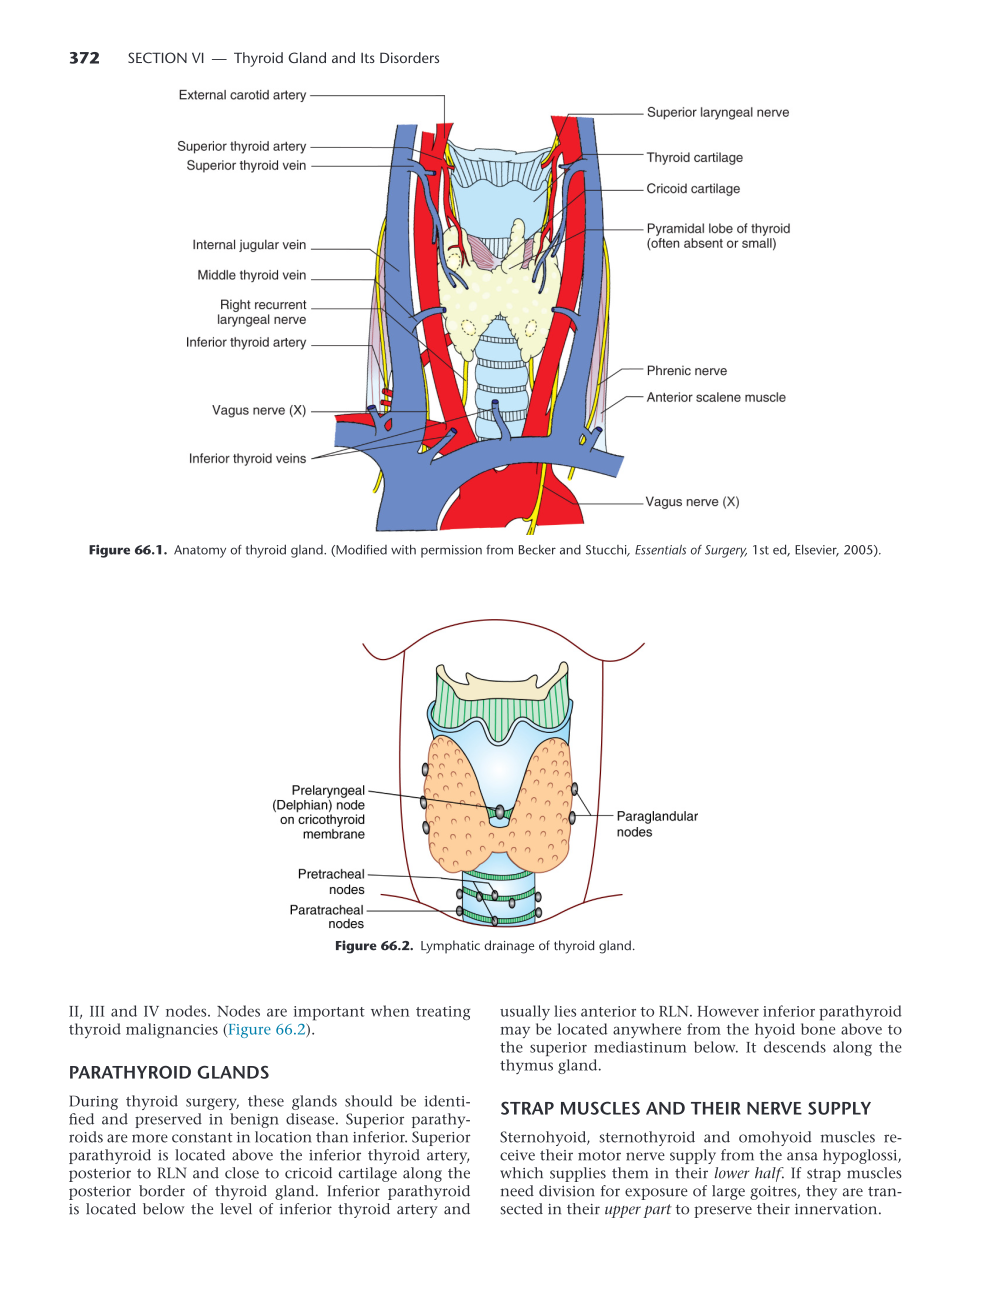 372 SECTION VI — Thyroid Gland and Its Disorders
External carotid artery
Superior thyroid artery
Superior thyroid vein
Internal jugular vein
Middle thyroid vein
Right recurrent
laryngeal nerve
Inferior thyroid artery
Vagus nerve (X)
Inferior thyroid veins
Superior laryngeal nerve
Thyroid cartilage
Cricoid cartilage
Pyramidal lobe of thyroid
(often absent or small)
Phrenic nerve
Anterior scalene muscle
Vagus nerve (X)
Figure 66.1. Anatomy of thyroid gland. (Modified with permission from Becker and Stucchi, Essentials of Surgery, 1st ed, Elsevier, 2005).
Prelaryngeal
(Delphian) node
on cricothyroid
membrane
Pretracheal
nodes
Paratracheal
nodes
Paraglandular
nodes
Figure 66.2. Lymphatic drainage of thyroid gland.
II, III and IV nodes. Nodes are important when treating
thyroid malignancies (Figure 66.2).
PARATHYROID GLANDS
During thyroid surgery, these glands should be identi-
fied and preserved in benign disease. Superior parathy-
roids are more constant in location than inferior. Superior
parathyroid is located above the inferior thyroid artery,
posterior to RLN and close to cricoid cartilage along the
posterior border of thyroid gland. Inferior parathyroid
is located below the level of inferior thyroid artery and
usually lies anterior to RLN. However inferior parathyroid
may be located anywhere from the hyoid bone above to
the superior mediastinum below. It descends along the
thymus gland.
STRAP MUSCLES AND THEIR NERVE SUPPLY
Sternohyoid, sternothyroid and omohyoid muscles re-
ceive their motor nerve supply from the ansa hypoglossi,
which supplies them in their lower half. If strap muscles
need division for exposure of large goitres, they are tran-
sected in their upper part to preserve their innervation.